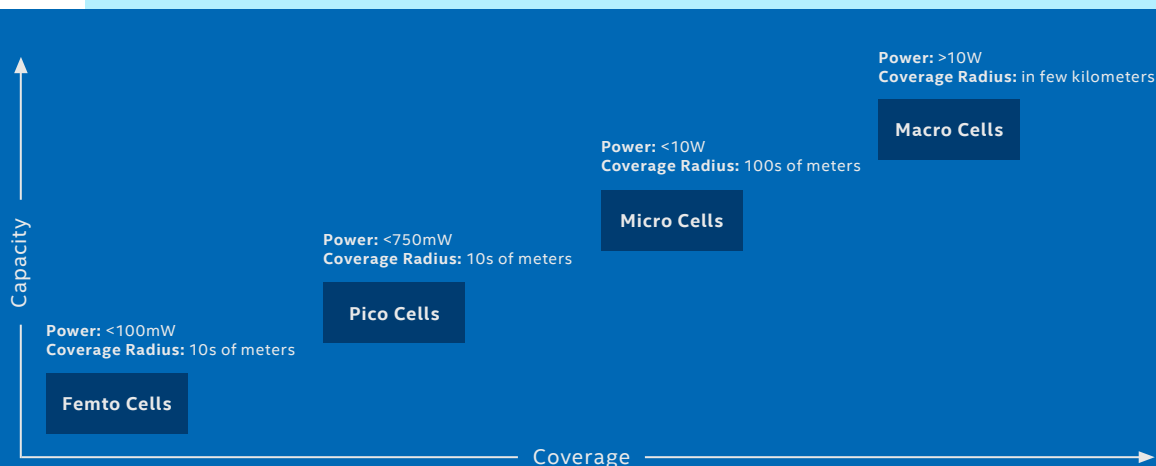 Power: >10W
Coverage Radius: in few kilometers
Macro Cells
Power: <10W
Coverage Radius: 100s of meters
Micro Cells
Power: <750mW
Coverage Radius: 10s of meters
Pico Cells
Power: <100mW
Coverage Radius: 10s of meters
Femto Cells
Capacity
Coverage